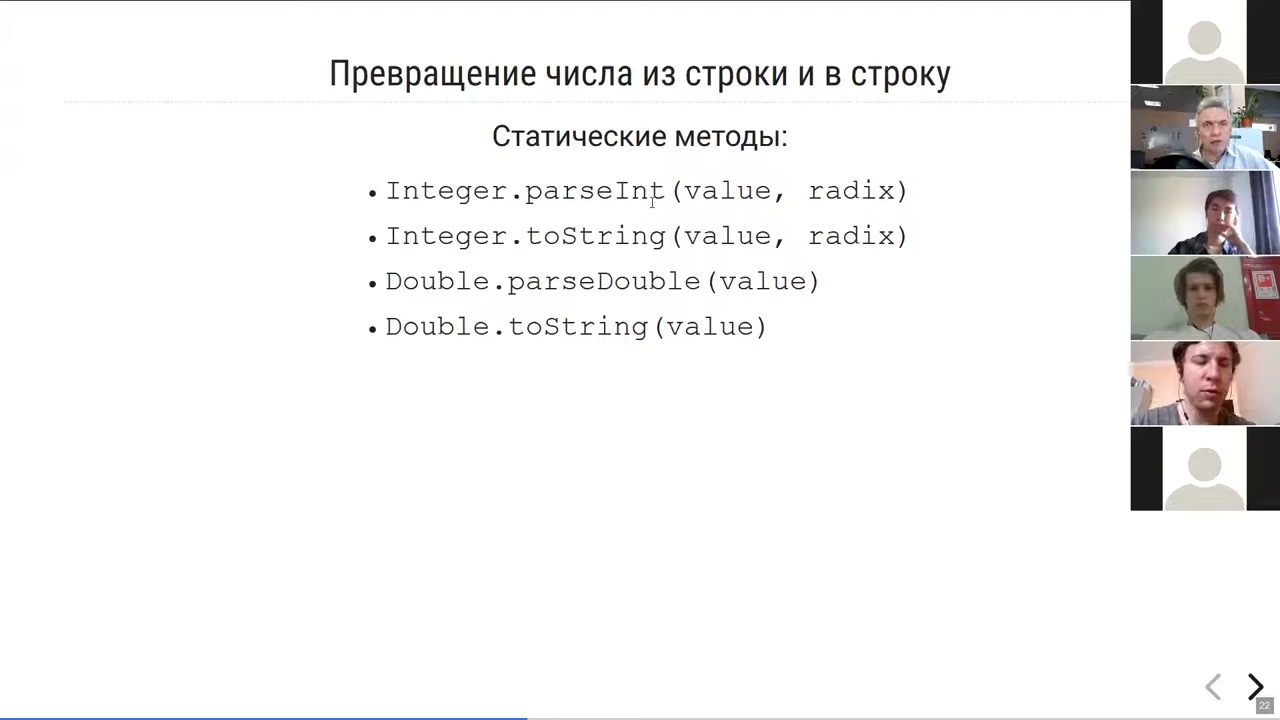 Превращение числа из строки и в строку
Статические методы:
• Integer.parseInt(value, radix)
• Integer.toString(value, radix)
• Double.parseDouble(value)
• Double.toString(value)
22